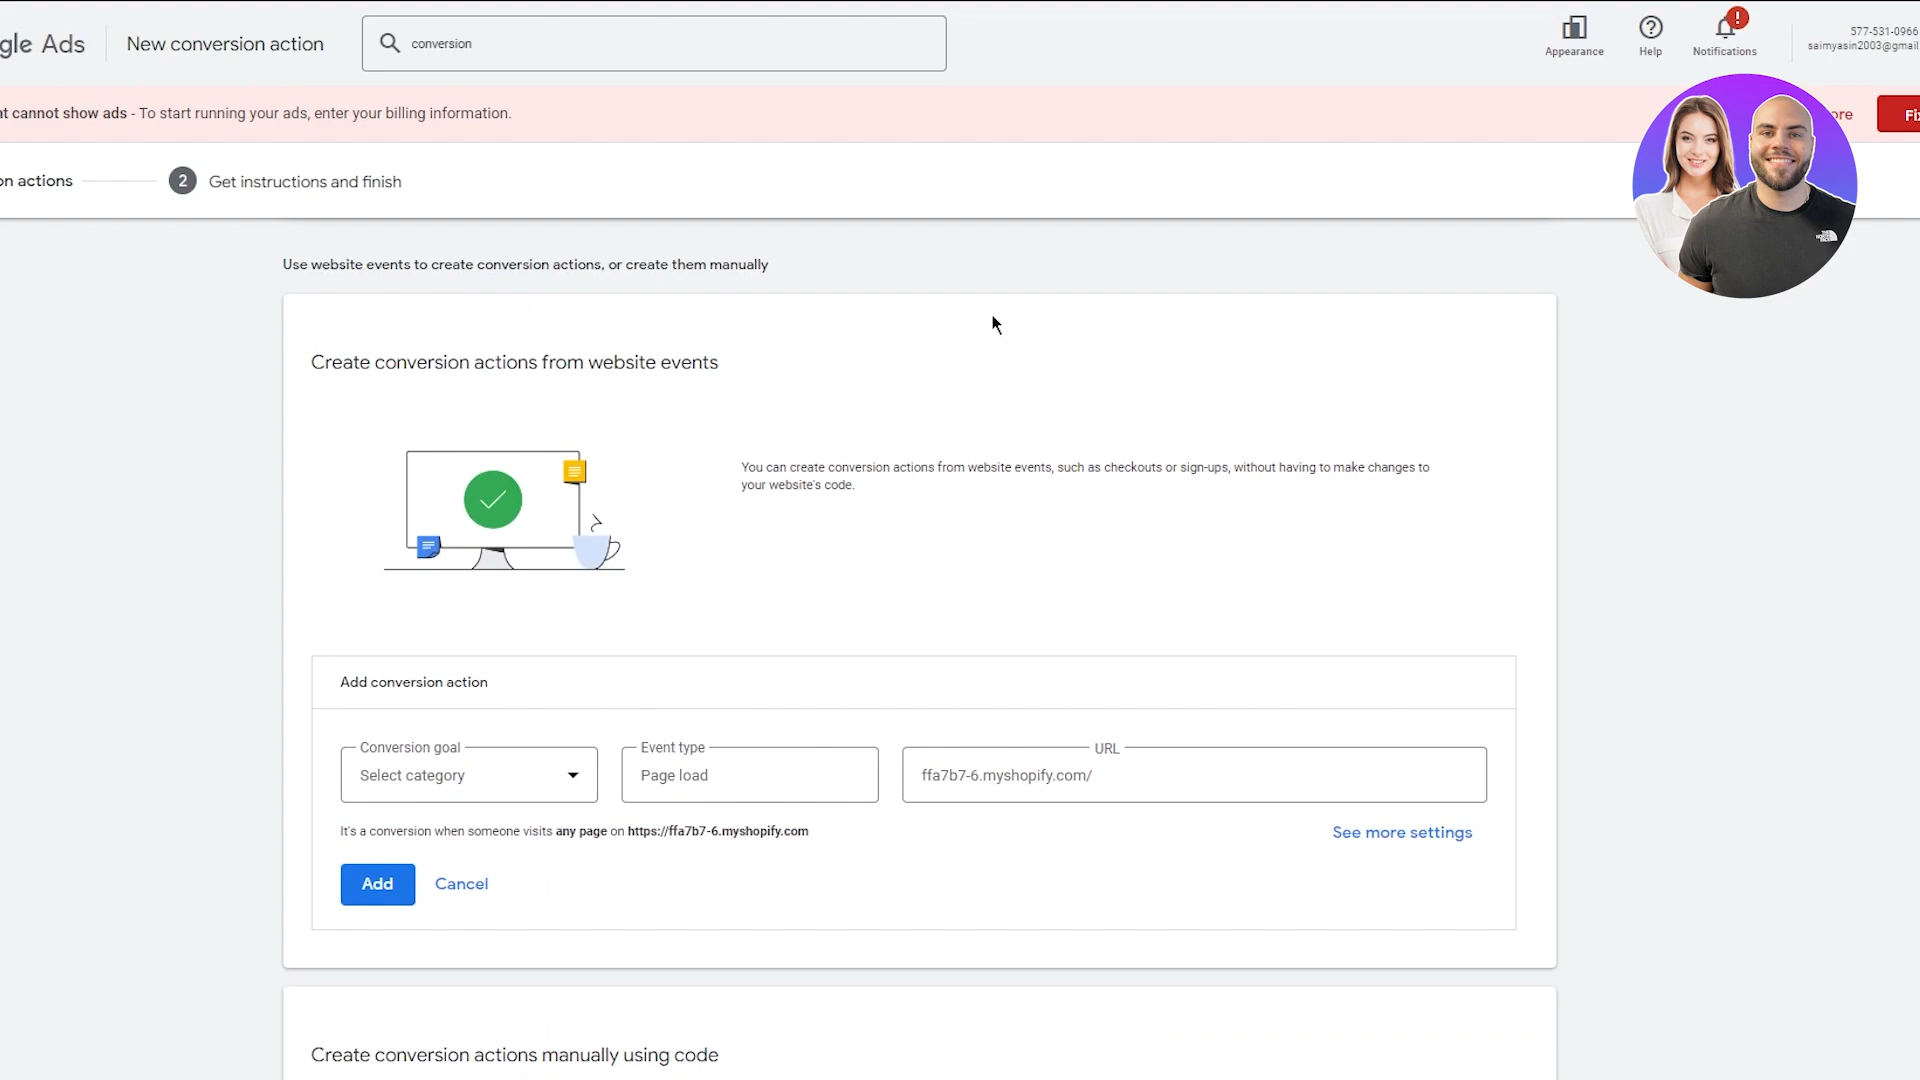 gle Ads
New conversion action
conversion
Appearance
Help
Notifications
577-531-0966
saimyasin2003@gmail
nt cannot show ads - To start running your ads, enter your billing information.
ore
Fix
on actions
2 Get instructions and finish
Use website events to create conversion actions, or create them manually
Create conversion actions from website events
You can create conversion actions from website events, such as checkouts or sign-ups, without having to make changes to
your website's code.
Add conversion action
Conversion goal
Select category
Event type
Page load
URL
ffa7b7-6.myshopify.com/
It's a conversion when someone visits any page on https://ffa7b7-6.myshopify.com
See more settings
Add
Cancel
Create conversion actions manually using code